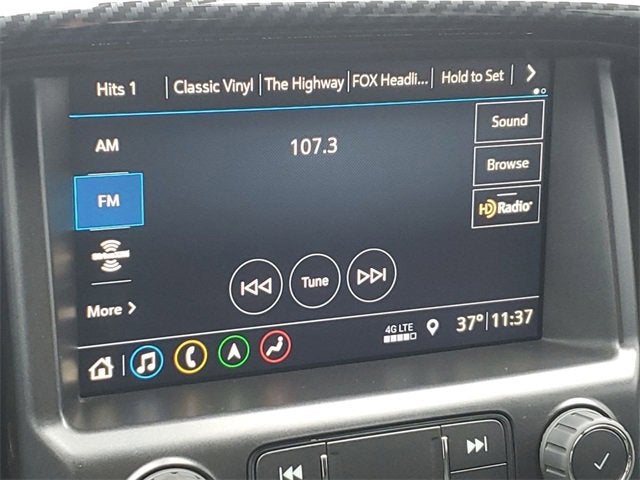 Hits 1 Classic Vinyl The Highway FOX Headli... Hold to Set
AM
107.3
Sound
Browse
FM
HD Radio
Tune
More
4G LTE
37° 11:37